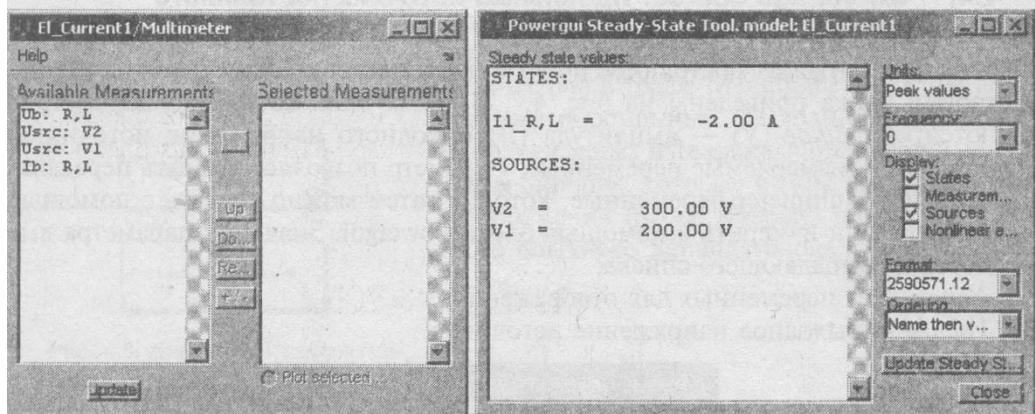 El_Current1/Multimeter
Help
Available Measurements
Selected Measurements
Ub: R,L
Usrc: V2
Usrc: V1
Ib: R,L
Up
Do...
Re...
+/-
Update
Plot selected ...
Powergui Steady-State Tool. model: El_Current1
Steady state values:
STATES:
Il_R,L = -2.00 A
SOURCES:
V2 = 300.00 V
V1 = 200.00 V
Units:
Peak values
Frequency:
0
Display:
States
Measurem...
Sources
Nonlinear e...
Format:
2590571.12
Ordering:
Name then v...
Update Steady St...
Close